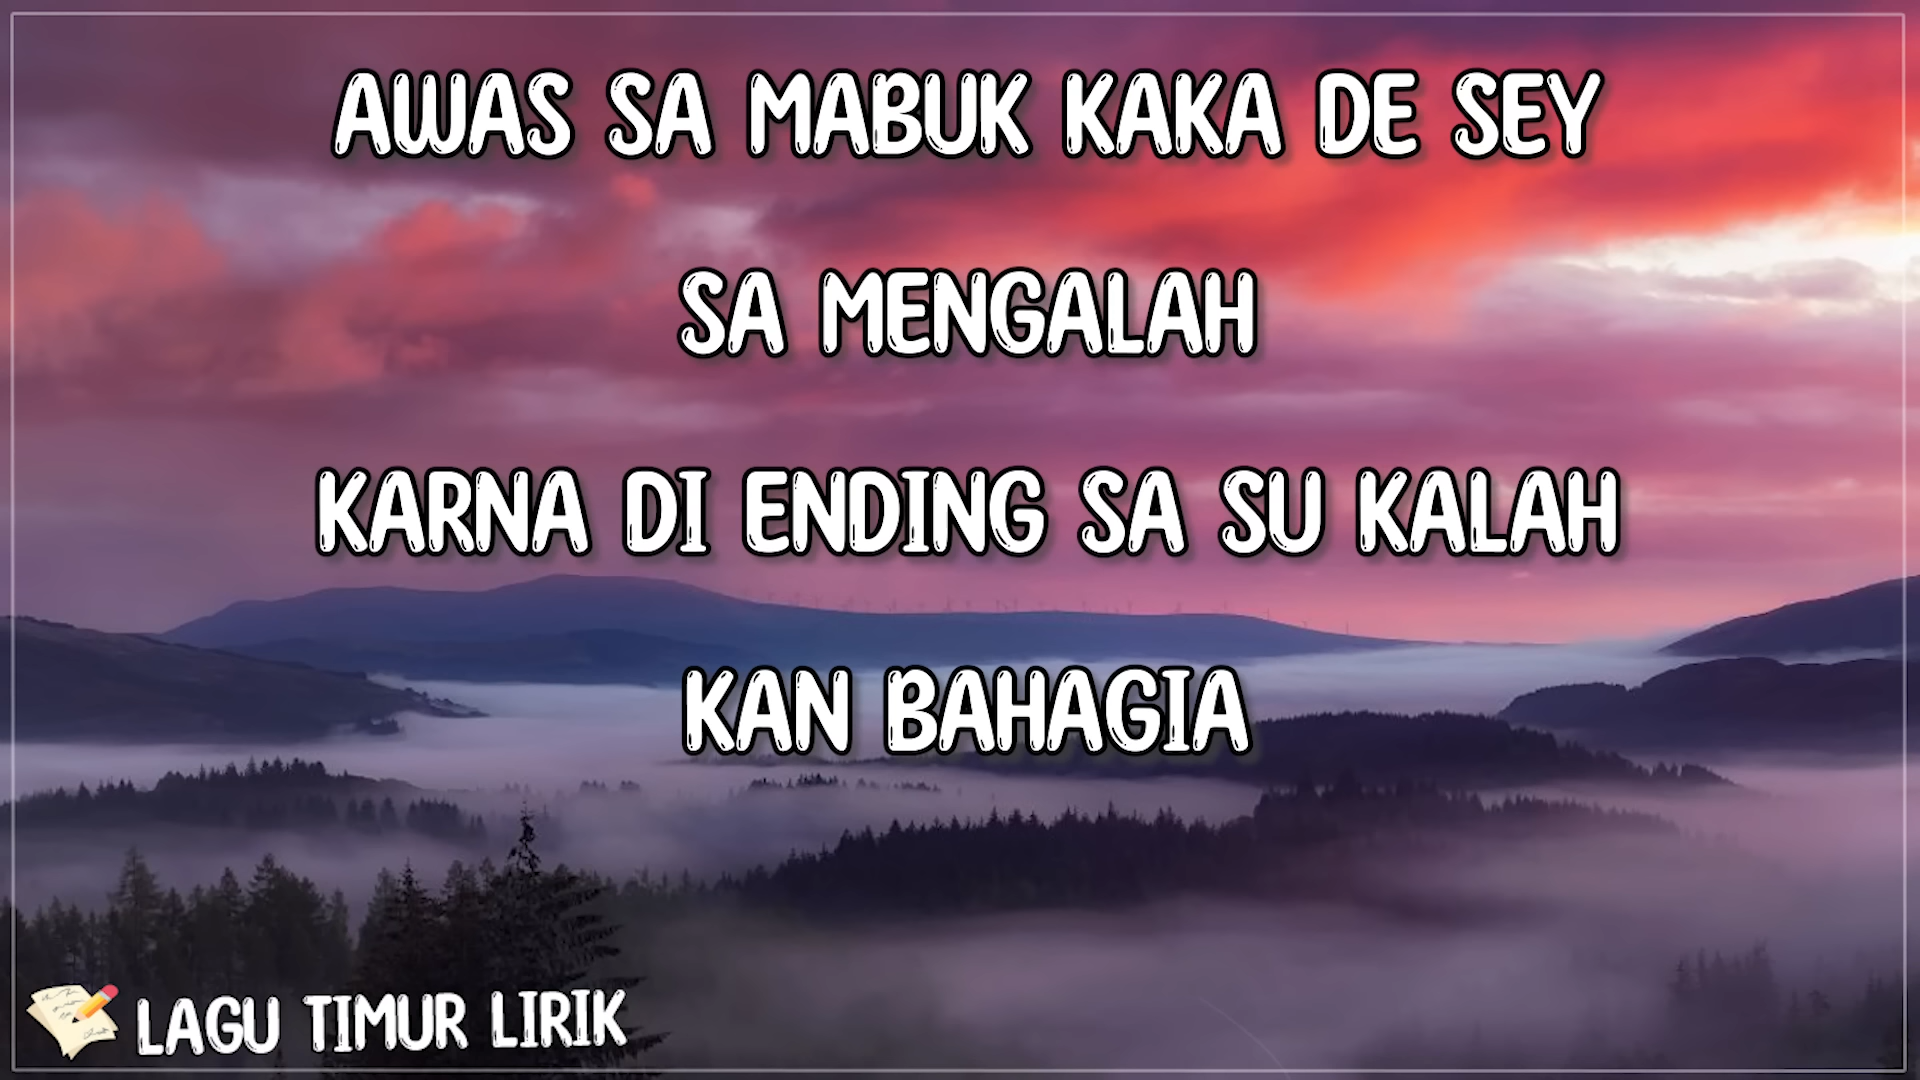 AWAS SA MABUK KAKA DE SEY
SA MENGALAH
KARNA DI ENDING SA SU KALAH
KAN BAHAGIA
LAGU TIMUR LIRIK